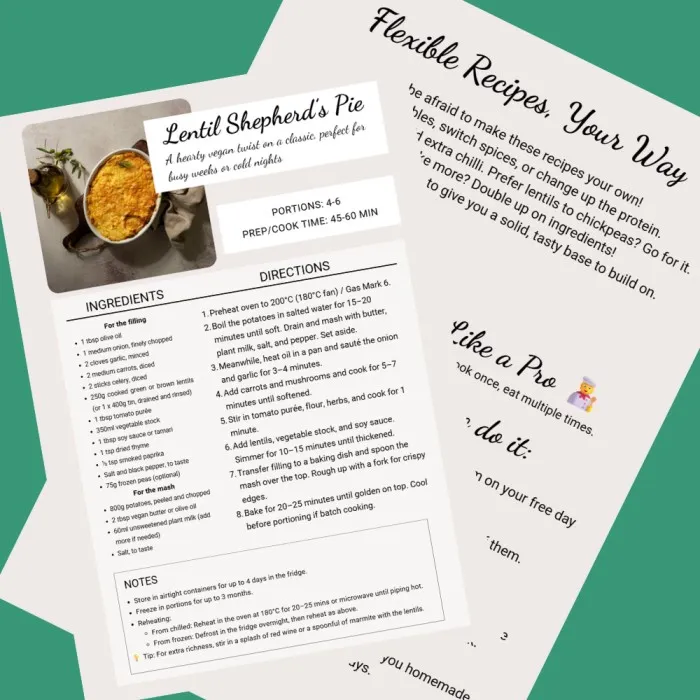 Lentil Shepherd's Pie
A hearty vegan twist on a classic, perfect for
busy weeks or cold nights
PORTIONS: 4-6
PREP/COOK TIME: 45-60 MIN
INGREDIENTS
For the filling
• 1 tbsp olive oil
• 1 medium onion, finely chopped
• 2 cloves garlic, minced
• 2 medium carrots, diced
• 2 sticks celery, diced
• 250g cooked green or brown lentils
(or 1 x 400g tin, drained and rinsed)
• 1 tbsp tomato purée
• 350ml vegetable stock
• 1 tbsp soy sauce or tamari
• 1 tsp dried thyme
• ½ tsp smoked paprika
• Salt and black pepper, to taste
• 75g frozen peas (optional)
For the mash
• 800g potatoes, peeled and chopped
• 2 tbsp vegan butter or olive oil
• 60ml unsweetened plant milk (add
more if needed)
• Salt, to taste
DIRECTIONS
1. Preheat oven to 200°C (180°C fan) / Gas Mark 6.
2. Boil the potatoes in salted water for 15–20
minutes until soft. Drain and mash with butter,
plant milk, salt, and pepper. Set aside.
3. Meanwhile, heat oil in a pan and sauté the onion
and garlic for 3–4 minutes.
4. Add carrots and mushrooms and cook for 5–7
minutes until softened.
5. Stir in tomato purée, flour, herbs, and cook for 1
minute.
6. Add lentils, vegetable stock, and soy sauce.
Simmer for 10–15 minutes until thickened.
7. Transfer filling to a baking dish and spoon the
mash over the top. Rough up with a fork for crispy
edges.
8. Bake for 20–25 minutes until golden on top. Cool
before portioning if batch cooking.
NOTES
• Store in airtight containers for up to 4 days in the fridge.
• Freeze in portions for up to 3 months.
• Reheating:
○ From chilled: Reheat in the oven at 180°C for 20–25 mins or microwave until piping hot.
○ From frozen: Defrost in the fridge overnight, then reheat as above.
💡 Tip: For extra richness, stir in a splash of red wine or a spoonful of marmite with the lentils.
Flexible Recipes, Your Way
be afraid to make these recipes your own!
switch spices, or change up the protein.
extra chilli. Prefer lentils to chickpeas? Go for it.
more? Double up on ingredients!
to give you a solid, tasty base to build on.
Like a Pro
once, eat multiple times.
do it:
on your free day
them.
you homemade